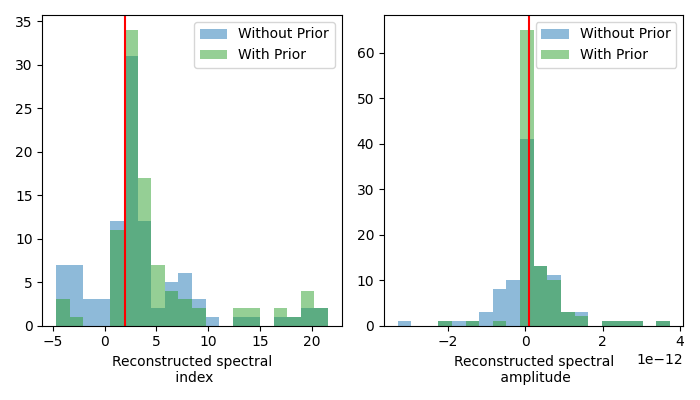 35
30
25
20
15
10
5
0
−5
0
5
10
15
20
Without Prior
With Prior
Reconstructed spectral
index
60
50
40
30
20
10
0
−2
0
2
4
1e−12
Without Prior
With Prior
Reconstructed spectral
amplitude